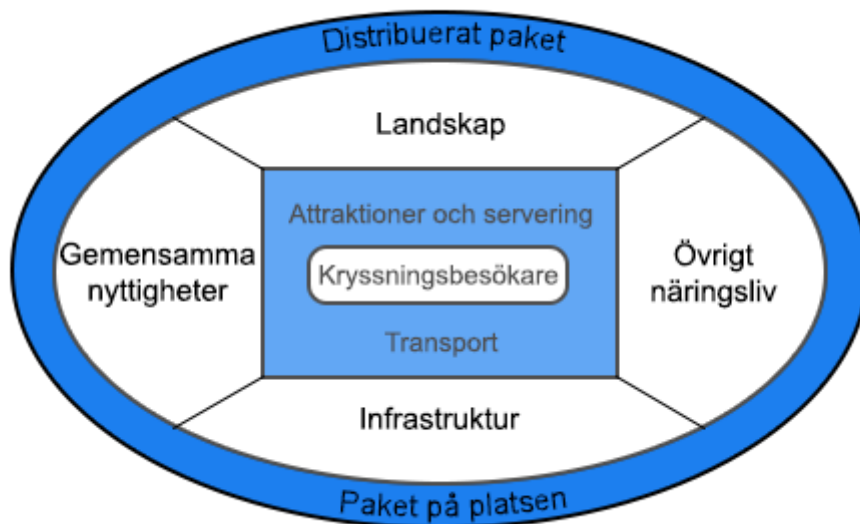 Distribuerat paket
Landskap
Attraktioner och servering
Gemensamma
nyttigheter
Kryssningsbesökare
Övrigt
näringsliv
Transport
Infrastruktur
Paket på platsen